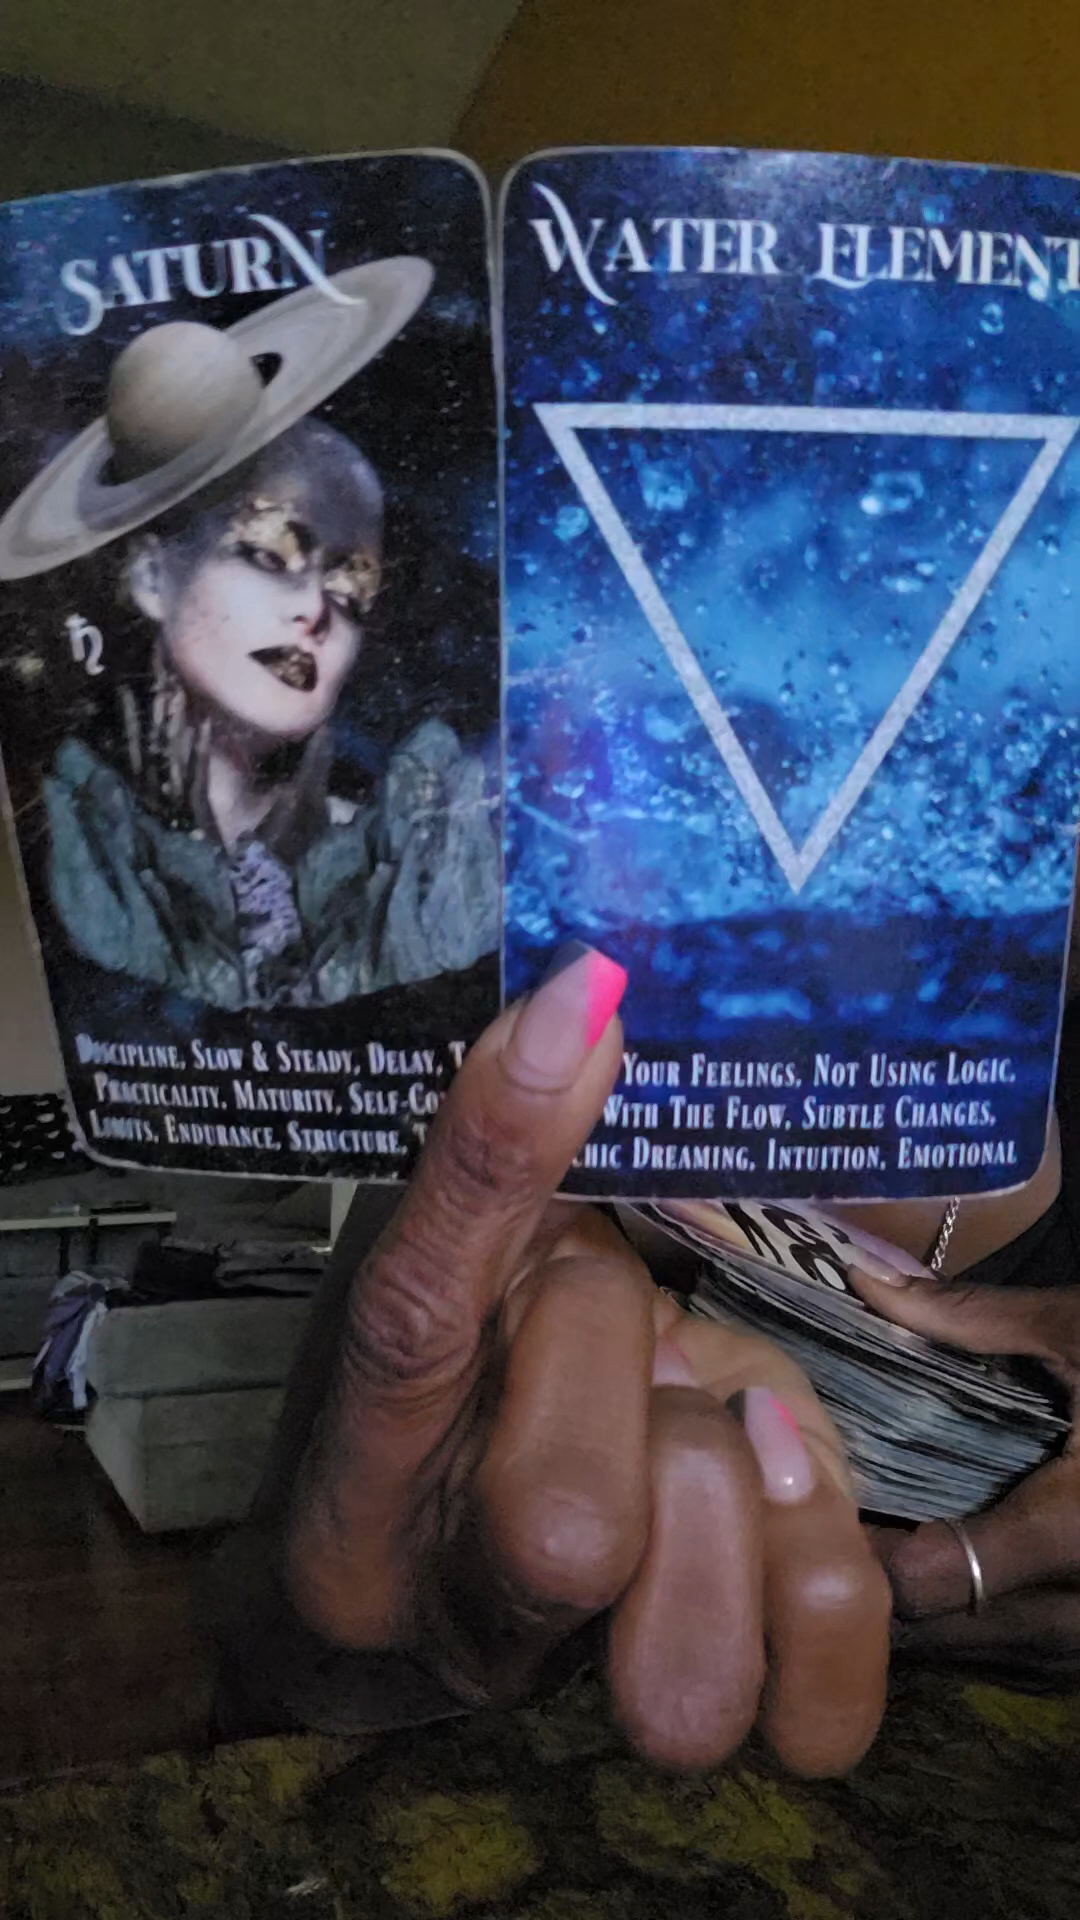 SATURN
DISCIPLINE, SLOW & STEADY, DELAY,
PRACTICALITY, MATURITY,
LIMITS, ENDURANCE, STRUCTURE,
WATER ELEMENT
YOUR FEELINGS, NOT USING LOGIC.
WITH THE FLOW, SUBTLE CHANGES,
DREAMING, INTUITION, EMOTIONAL